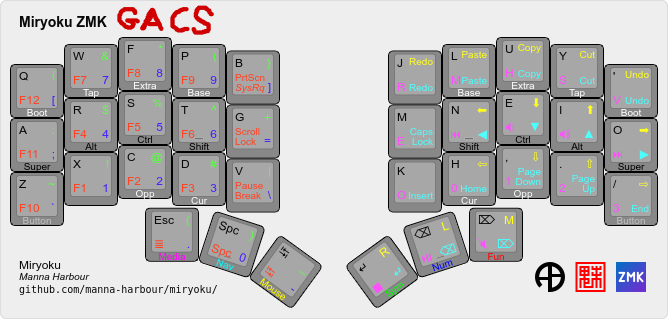 Miryoku ZMK GACS
Q F12 [ Boot
W & F7 7 Tap
F * F8 8 Extra
P ( F9 9 Base
B } PrtScn SysRq ]
J Redo Redo
L Paste Paste Base
U Copy Copy Extra
Y Cut Cut Tap
' Undo Undo Boot
A : F11 ; Super
R $ F4 4 Alt
S % F5 5 Ctrl
T ^ F6 6 Shift
G + Scroll Lock =
M Caps Lock
N ⬅ ◀ Shift
E ⬇ ▼ Ctrl
I ⬆ ▲ Alt
O ➡ ▶ Super
Z ~ F10 ` Button
X ! F1 1
C @ F2 2 Opp
D # F3 3 Cur
V | Pause Break \
K Insert
H ⇦ Home Cur
, ⇩ Page Down 1 Opp
. ⇧ Page Up 2
/ ⇨ End 3 Button
Esc ( Media
Spc Spc 0 Nav
Mouse
R
L Num
M Fun
Miryoku
Manna Harbour
github.com/manna-harbour/miryoku/
魅
ZMK